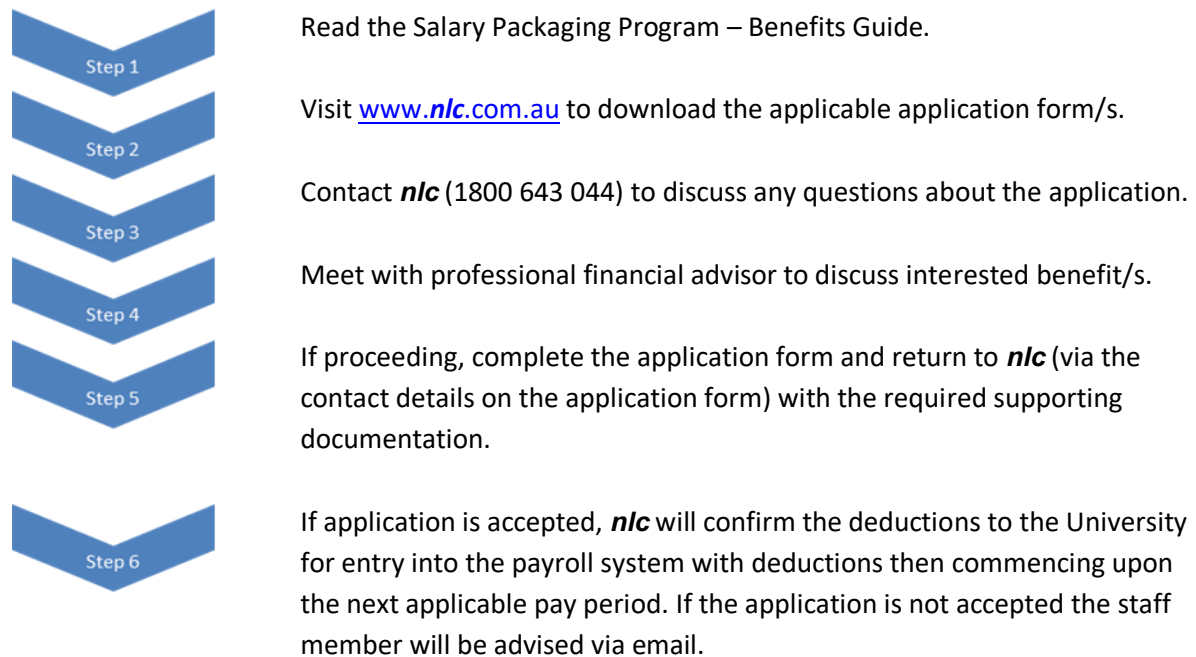 Step 1
Read the Salary Packaging Program – Benefits Guide.
Step 2
Visit www.nlc.com.au to download the applicable application form/s.
Step 3
Contact nlc (1800 643 044) to discuss any questions about the application.
Step 4
Meet with professional financial advisor to discuss interested benefit/s.
Step 5
If proceeding, complete the application form and return to nlc (via the
contact details on the application form) with the required supporting
documentation.
Step 6
If application is accepted, nlc will confirm the deductions to the University
for entry into the payroll system with deductions then commencing upon
the next applicable pay period. If the application is not accepted the staff
member will be advised via email.